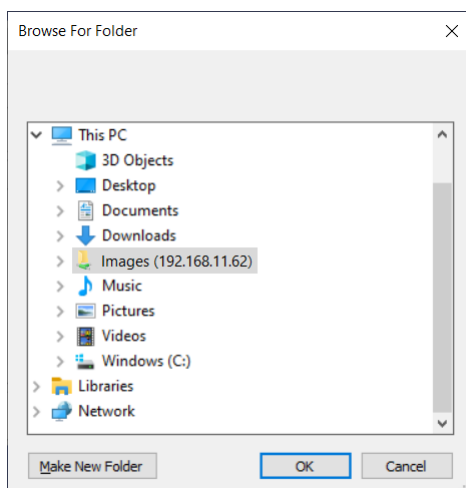 Browse For Folder
This PC
3D Objects
Desktop
Documents
Downloads
Images (192.168.11.62)
Music
Pictures
Videos
Windows (C:)
Libraries
Network
Make New Folder
OK
Cancel